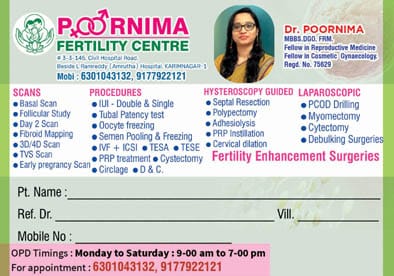 POORNIMA
FERTILITY CENTRE
# 3-3-145, Civil Hospital Road,
Beside L Ramreddy (Amrutha) Hospital, KARIMNAGAR-1
Mobi : 6301043132, 9177922121
Dr. POORNIMA
MBBS.DGO, FRM,
Fellow in Reproductive Medicine
Fellow in Cosmetic Gynaecology.
Regd. No. 75629
SCANS
• Basal Scan
• Follicular Study
• Day 2 Scan
• Fibroid Mapping
• 3D/4D Scan
• TVS Scan
• Early pregnancy Scan
PROCEDURES
• IUI - Double & Single
• Tubal Patency test
• Oocyte freezing
• Semen Pooling & Freezing
• IVF + ICSI • TESA • TESE
• PRP treatment • Cystectomy
• Circlage • D & C.
HYSTEROSCOPY GUIDED
• Septal Resection
• Polypectomy
• Adhesiolysis
• PRP Instillation
• Cervical dilation
LAPAROSCOPIC
• PCOD Drilling
• Myomectomy
• Cytectomy
• Debulking Surgeries
Fertility Enhancement Surgeries
Pt. Name :
Ref. Dr. Vill.
Mobile No :
OPD Timings : Monday to Saturday : 9-00 am to 7-00 pm
For appointment : 6301043132, 9177922121